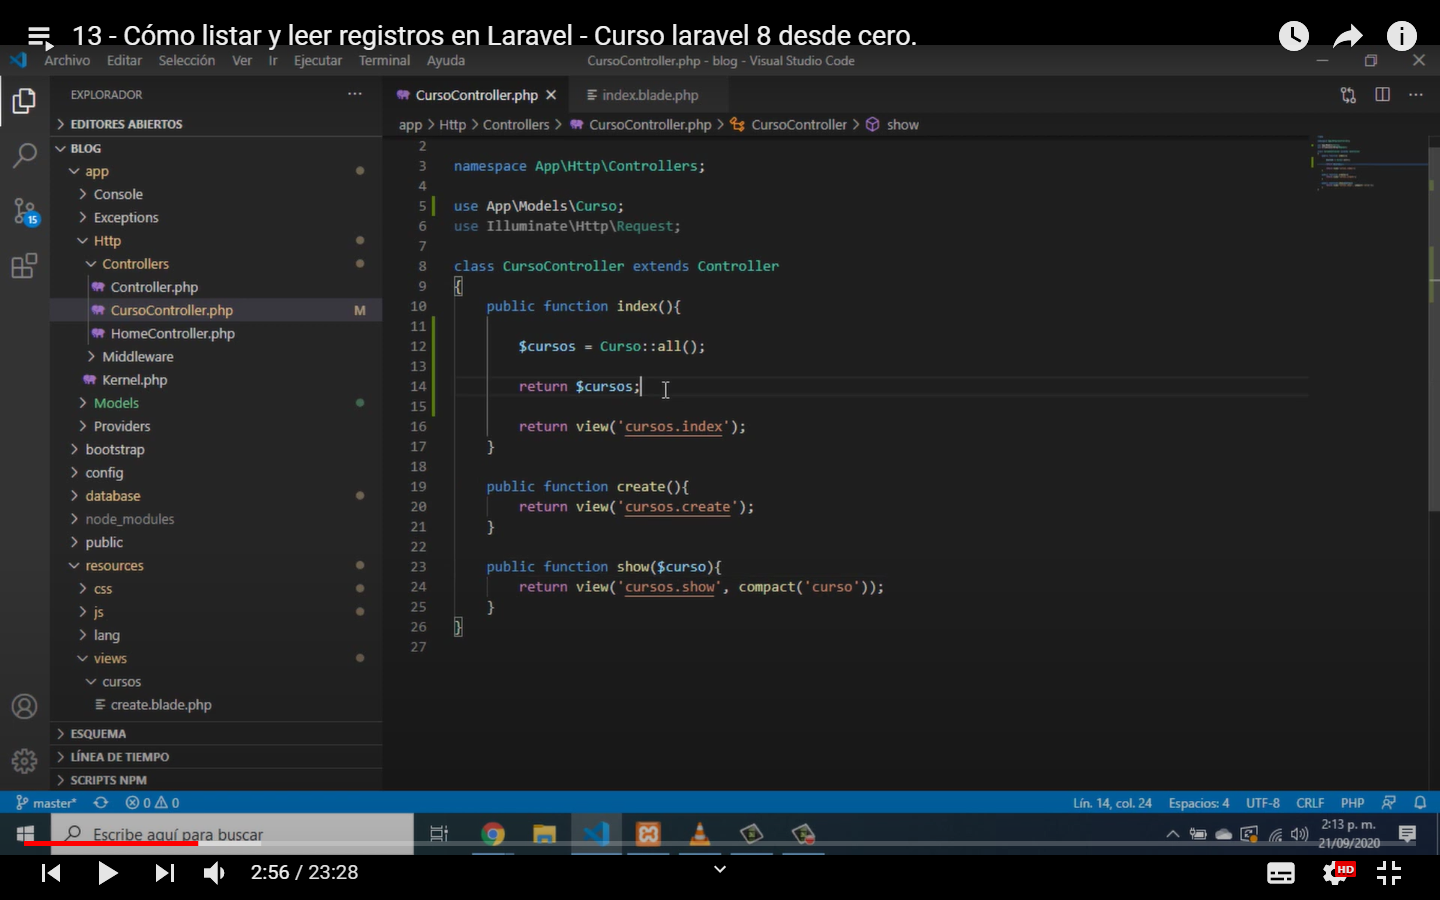 13 - Cómo listar y leer registros en Laravel - Curso laravel 8 desde cero.
Archivo Editar Selección Ver Ir Ejecutar Terminal Ayuda
CursoController.php - blog - Visual Studio Code
EXPLORADOR
CursoController.php
index.blade.php
EDITORES ABIERTOS
app > Http > Controllers > CursoController.php > CursoController > show
BLOG
app
Console
Exceptions
Http
Controllers
Controller.php
CursoController.php M
HomeController.php
Middleware
Kernel.php
Models
Providers
bootstrap
config
database
node_modules
public
resources
css
js
lang
views
cursos
create.blade.php
ESQUEMA
LÍNEA DE TIEMPO
SCRIPTS NPM
2
3 namespace App\Http\Controllers;
4
5 use App\Models\Curso;
6 use Illuminate\Http\Request;
7
8 class CursoController extends Controller
9 {
10 public function index(){
11
12 $cursos = Curso::all();
13
14 return $cursos;
15
16 return view('cursos.index');
17 }
18
19 public function create(){
20 return view('cursos.create');
21 }
22
23 public function show($curso){
24 return view('cursos.show', compact('curso'));
25 }
26 }
27
15
master* 0 0
Lín. 14, col. 24 Espacios: 4 UTF-8 CRLF PHP
Escribe aquí para buscar
2:13 p. m.
21/09/2020
2:56 / 23:28
HD